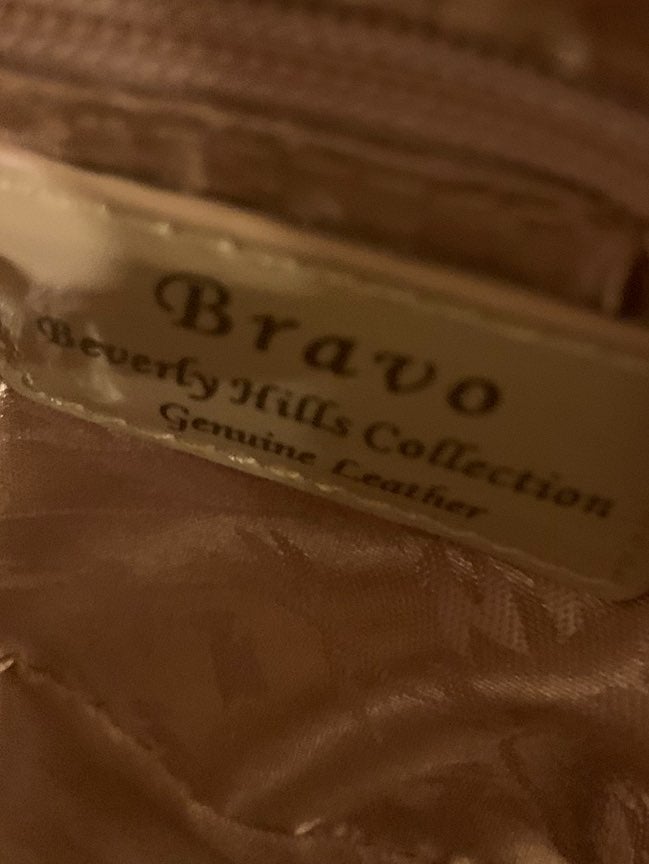 Bravo
Beverly Hills Collection
Genuine Leather